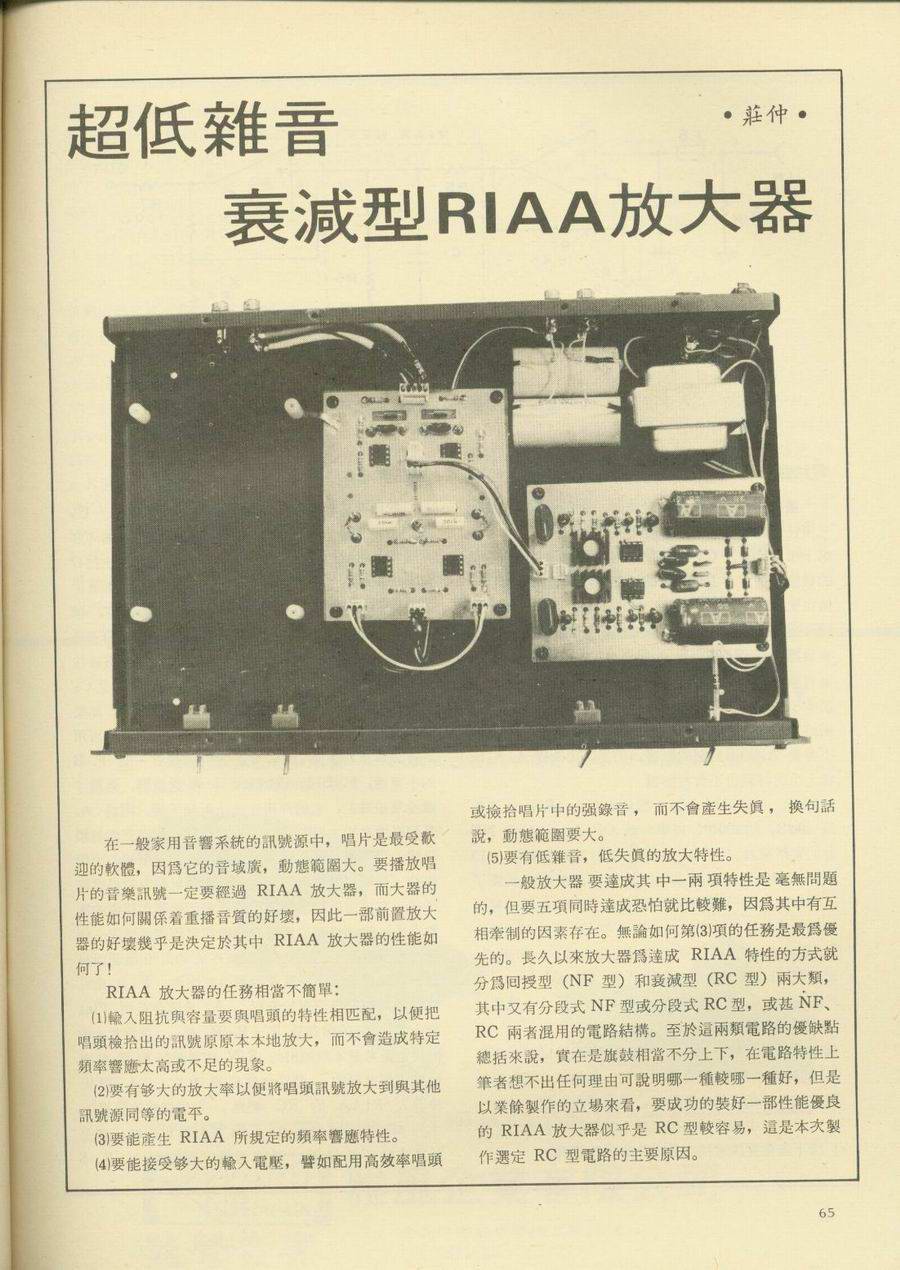 超低雜音
•莊仲•
衰減型RIAA放大器
在一般家用音響系統的訊號源中，唱片是最受歡
迎的軟體，因爲它的音域廣，動態範圍大。要播放唱
片的音樂訊號一定要經過 RIAA 放大器，而大器的
性能如何關係着重播音質的好壞，因此一部前置放大
器的好壞幾乎是決定於其中 RIAA 放大器的性能如
何了！
RIAA 放大器的任務相當不簡單：
⑴輸入阻抗與容量要與唱頭的特性相匹配，以便把
唱頭檢拾出的訊號原原本本地放大，而不會造成特定
頻率響應太高或不足的現象。
⑵要有够大的放大率以便將唱頭訊號放大到與其他
訊號源同等的電平。
⑶要能產生 RIAA 所規定的頻率響應特性。
⑷要能接受够大的輸入電壓，譬如配用高效率唱頭
或撿拾唱片中的强錄音，而不會產生失眞，換句話
說，動態範圍要大。
⑸要有低雜音，低失眞的放大特性。
一般放大器要達成其中一兩項特性是毫無問題
的，但要五項同時達成恐怕就比較難，因爲其中有互
相牽制的因素存在。無論如何第⑶項的任務是最爲優
先的。長久以來放大器爲達成 RIAA 特性的方式就
分爲回授型（NF 型）和衰減型（RC 型）兩大類，
其中又有分段式 NF 型或分段式 RC 型，或甚 NF、
RC 兩者混用的電路結構。至於這兩類電路的優缺點
總括來說，實在是旗鼓相當不分上下，在電路特性上
筆者想不出任何理由可說明哪一種較哪一種好，但是
以業餘製作的立場來看，要成功的裝好一部性能優良
的 RIAA 放大器似乎是 RC 型較容易，這是本次製
作選定 RC 型電路的主要原因。
65